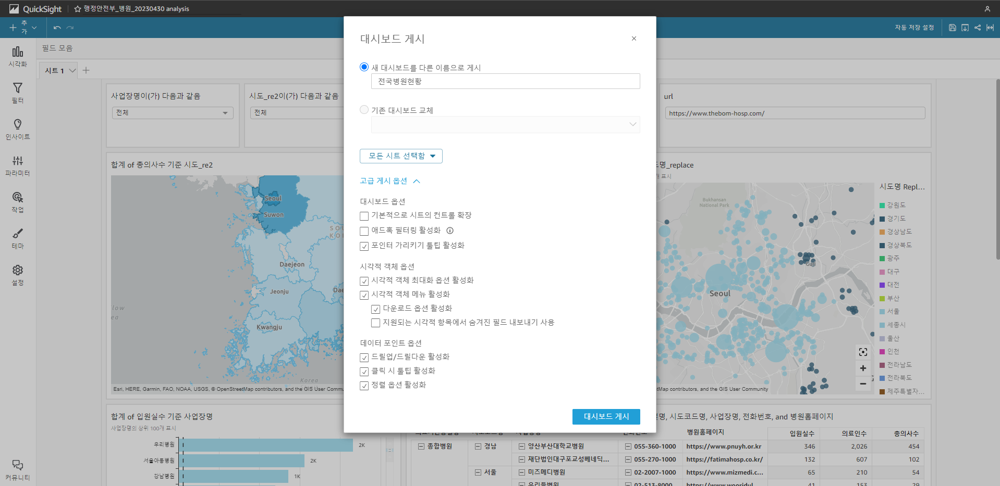 QuickSight
행정안전부_병원_20230430 analysis
추
가
자동 저장 설정
시각화
필터
인사이트
파라미터
작업
테마
설정
커뮤니티
필드 모음
시트 1
사업장명이(가) 다음과 같음
전체
시도_re2이(가) 다음과 같음
전체
url
https://www.thebom-hosp.com/
대시보드 게시
새 대시보드를 다른 이름으로 게시
전국병원현황
기존 대시보드 교체
모든 시트 선택함
고급 게시 옵션
대시보드 옵션
기본적으로 시트의 컨트롤 확장
애드혹 필터링 활성화
포인터 가리키기 툴팁 활성화
시각적 객체 옵션
시각적 객체 최대화 옵션 활성화
시각적 객체 메뉴 활성화
다운로드 옵션 활성화
지원되는 시각적 항목에서 숨겨진 필드 내보내기 사용
데이터 포인트 옵션
드릴업/드릴다운 활성화
클릭 시 툴팁 활성화
정렬 옵션 활성화
대시보드 게시
합계 of 총의사수 기준 시도_re2
Seoul
Suwon
SOU
KO
Daejeon
Jeonju
Dae
Kwangju
low
ea
Korea
Esri, HERE, Garmin, FAO, NOAA, USGS, © OpenStreetMap contributors, and the GIS User Commu
도명_replace
개 표시
Bukhansan
National Park
Guri
Seoul
Map contributors, and the GIS User Community
시도명 Repl...
강원도
경기도
경상남도
경상북도
광주
대구
대전
부산
서울
세종시
울산
인천
전라남도
전라북도
제주특별자...
합계 of 입원실수 기준 사업장명
사업장명의 상위 100개 표시
우리병원 2K
서울아동병원 2K
강남병원 1K
명, 시도코드명, 사업장명, 전화번호, and 병원홈페이지
병원홈페이지 입원실수 의료인수 총의사수
종합병원 경남 양산부산대학교병원 055-360-1000 https://www.pnuyh.or.kr 346 2,026 454
재단법인대구포교성베네딕... 055-270-1000 https://fatimahosp.co.kr/ 132 607 102
서울 미즈메디병원 02-2007-1000 https://www.mizmedi.c... 65 210 54
우리들병원 02-513-8000 https://www.wooridul 41 153 29